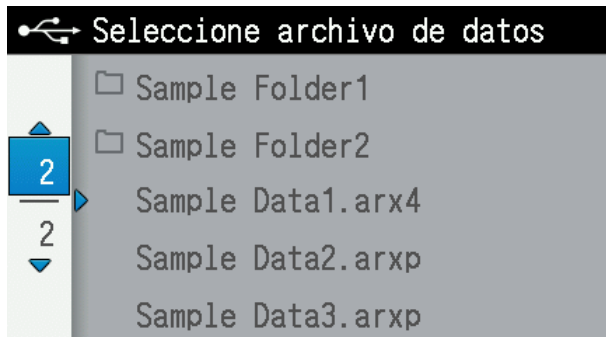 Seleccione archivo de datos
Sample Folder1
Sample Folder2
2
Sample Data1.arx4
2
Sample Data2.arxp
Sample Data3.arxp